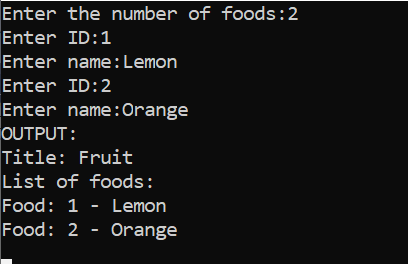 Enter the number of foods:2
Enter ID:1
Enter name:Lemon
Enter ID:2
Enter name:Orange
OUTPUT:
Title: Fruit
List of foods:
Food: 1 - Lemon
Food: 2 - Orange